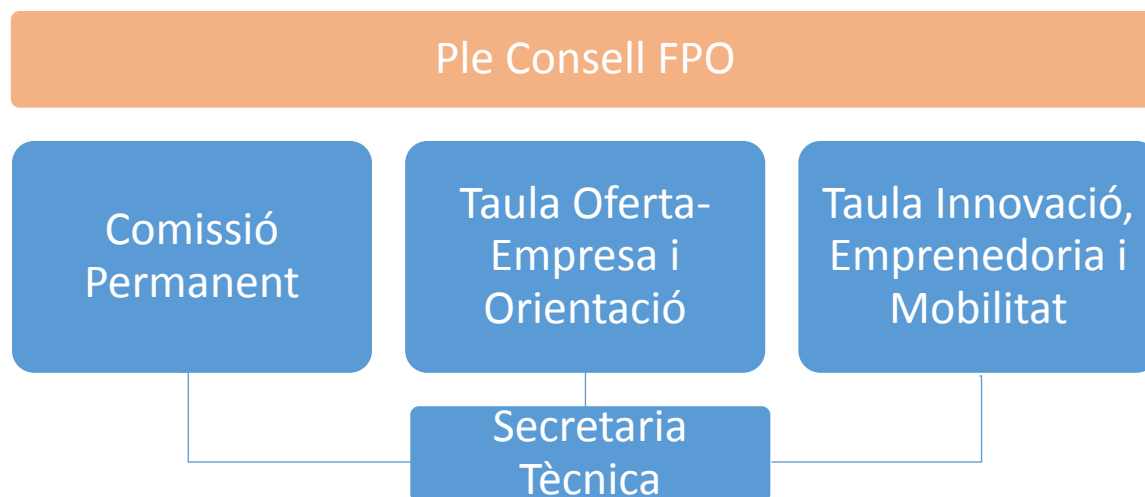 Ple Consell FPO
Comissió
Permanent
Taula Oferta-
Empresa i
Orientació
Taula Innovació,
Emprenedoria i
Mobilitat
Secretaria
Tècnica